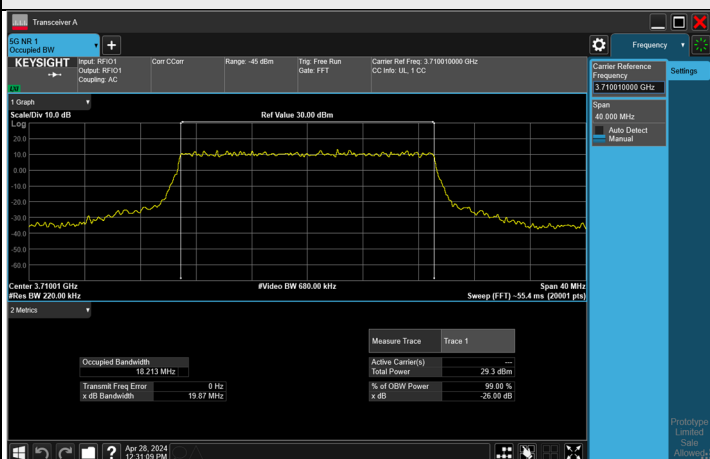 Transceiver A
5G NR 1
Occupied BW
Frequency
KEYSIGHT
Input: RFIO1
Output: RFIO1
Coupling: AC
Corr CCorr
Range: -45 dBm
Trig: Free Run
Gate: FFT
Carrier Ref Freq: 3.710010000 GHz
CC Info: UL, 1 CC
LXI
Carrier Reference
Frequency
3.710010000 GHz
Span
40.000 MHz
Auto Detect
Manual
Settings
1 Graph
Scale/Div 10.0 dB
Ref Value 30.00 dBm
Log
20.0
10.0
0.00
-10.0
-20.0
-30.0
-40.0
-50.0
-60.0
Center 3.71001 GHz
#Video BW 680.00 kHz
Span 40 MHz
#Res BW 220.00 kHz
Sweep (FFT) ~55.4 ms (20001 pts)
2 Metrics
Measure Trace
Trace 1
Occupied Bandwidth
18.213 MHz
Active Carrier(s)
---
Total Power
29.3 dBm
Transmit Freq Error
0 Hz
% of OBW Power
99.00 %
x dB Bandwidth
19.87 MHz
x dB
-26.00 dB
Prototype
Limited
Sale
Allowed
?
Apr 28, 2024
12:31:09 PM